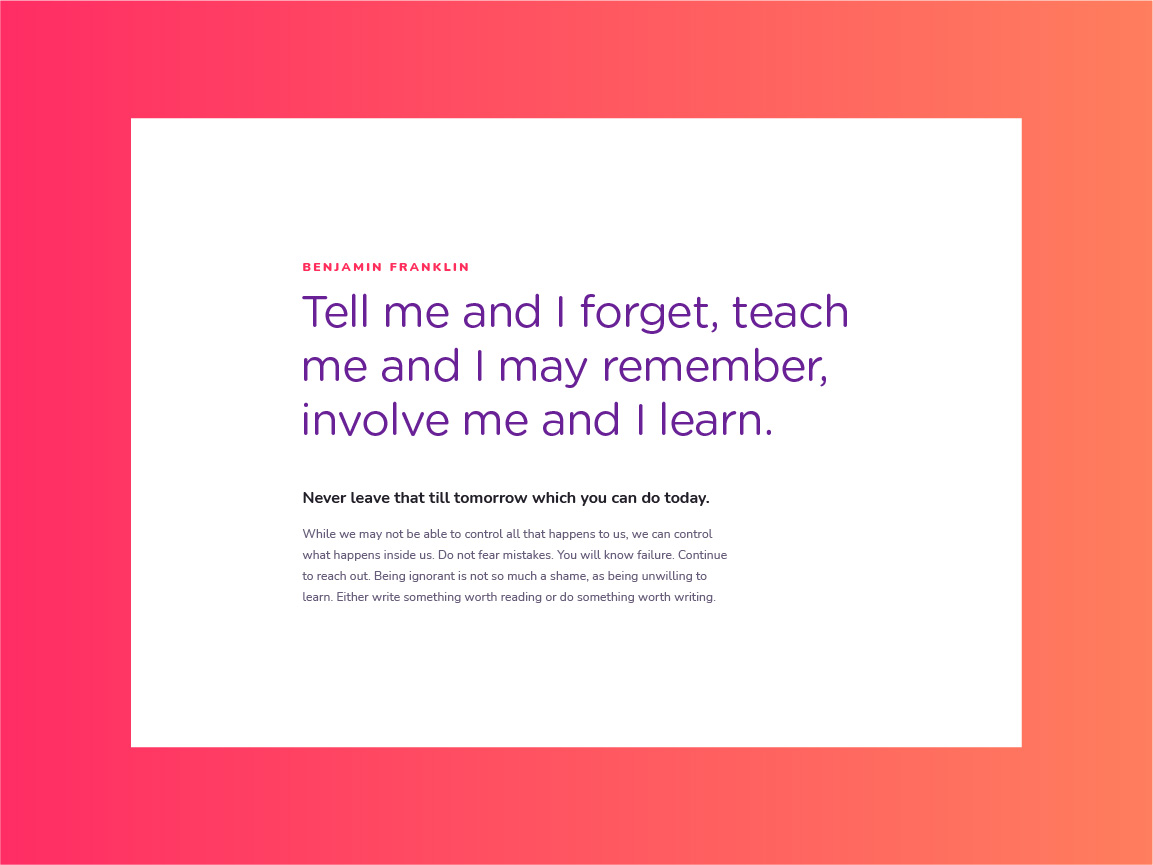 BENJAMIN FRANKLIN
Tell me and I forget, teach
me and I may remember,
involve me and I learn.
Never leave that till tomorrow which you can do today.
While we may not be able to control all that happens to us, we can control
what happens inside us. Do not fear mistakes. You will know failure. Continue
to reach out. Being ignorant is not so much a shame, as being unwilling to
learn. Either write something worth reading or do something worth writing.